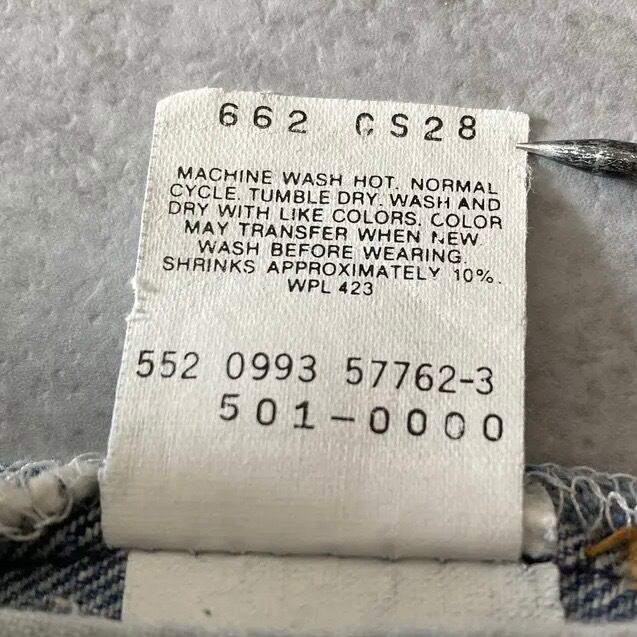 662 CS28
MACHINE WASH HOT. NORMAL
CYCLE. TUMBLE DRY. WASH AND
DRY WITH LIKE COLORS. COLOR
MAY TRANSFER WHEN NEW
WASH BEFORE WEARING.
SHRINKS APPROXIMATELY 10%.
WPL 423
552 0993 57762-3
501-0000